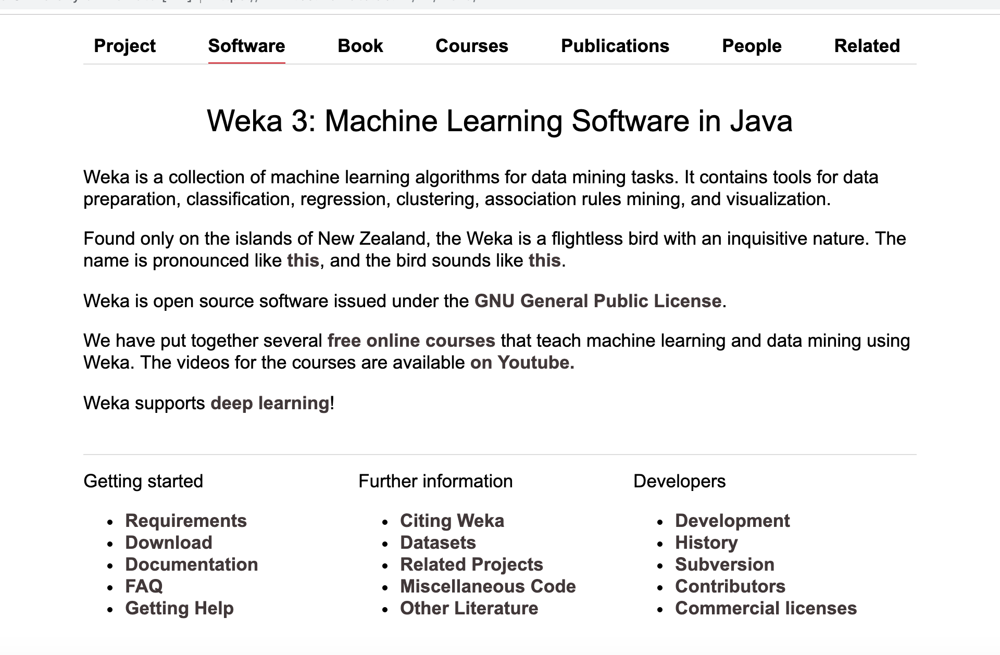 Project Software Book Courses Publications People Related
Weka 3: Machine Learning Software in Java
Weka is a collection of machine learning algorithms for data mining tasks. It contains tools for data
preparation, classification, regression, clustering, association rules mining, and visualization.
Found only on the islands of New Zealand, the Weka is a flightless bird with an inquisitive nature. The
name is pronounced like this, and the bird sounds like this.
Weka is open source software issued under the GNU General Public License.
We have put together several free online courses that teach machine learning and data mining using
Weka. The videos for the courses are available on Youtube.
Weka supports deep learning!
Getting started
• Requirements
• Download
• Documentation
• FAQ
• Getting Help
Further information
• Citing Weka
• Datasets
• Related Projects
• Miscellaneous Code
• Other Literature
Developers
• Development
• History
• Subversion
• Contributors
• Commercial licenses